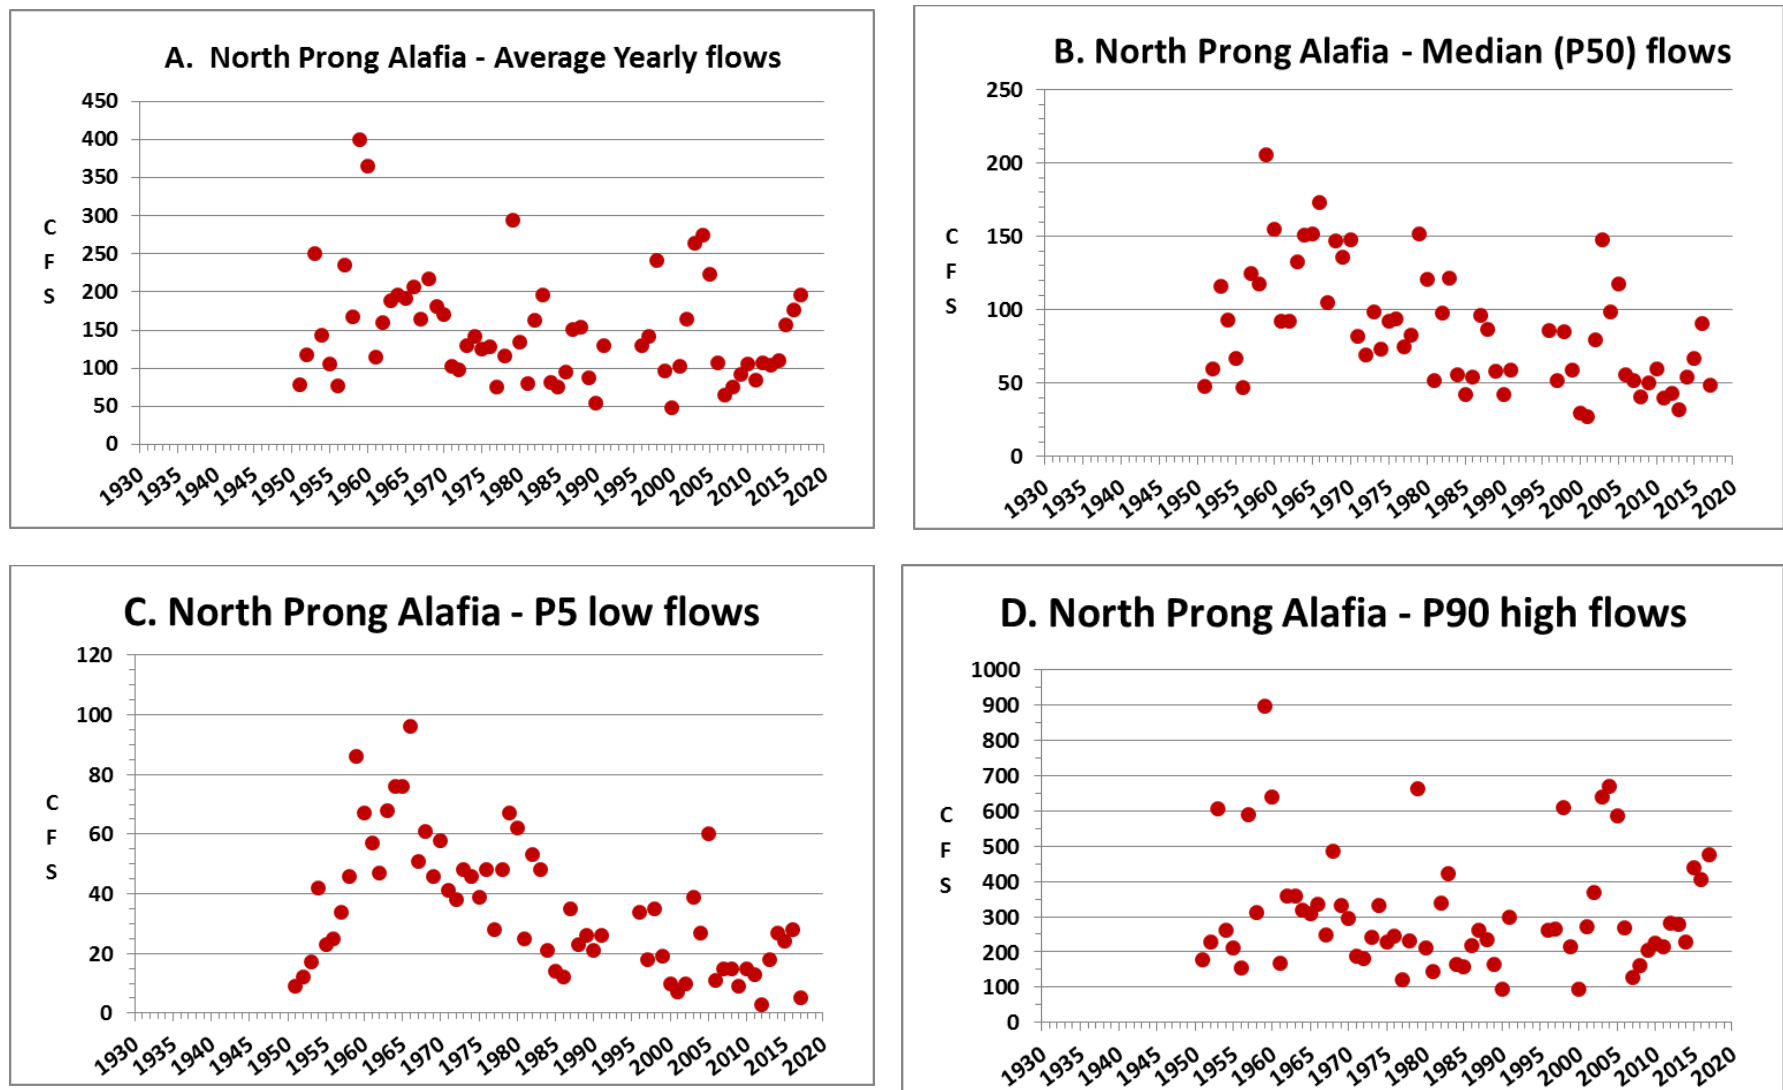 A.  North Prong Alafia - Average Yearly flows
450
400
350
300
250
200
150
100
50
0
C
F
S
1930 1935 1940 1945 1950 1955 1960 1965 1970 1975 1980 1985 1990 1995 2000 2005 2010 2015 2020
B. North Prong Alafia - Median (P50) flows
250
200
150
100
50
0
C
F
S
1930 1935 1940 1945 1950 1955 1960 1965 1970 1975 1980 1985 1990 1995 2000 2005 2010 2015 2020
C. North Prong Alafia - P5 low flows
120
100
80
60
40
20
0
C
F
S
1930 1935 1940 1945 1950 1955 1960 1965 1970 1975 1980 1985 1990 1995 2000 2005 2010 2015 2020
D. North Prong Alafia - P90 high flows
1000
900
800
700
600
500
400
300
200
100
0
C
F
S
1930 1935 1940 1945 1950 1955 1960 1965 1970 1975 1980 1985 1990 1995 2000 2005 2010 2015 2020